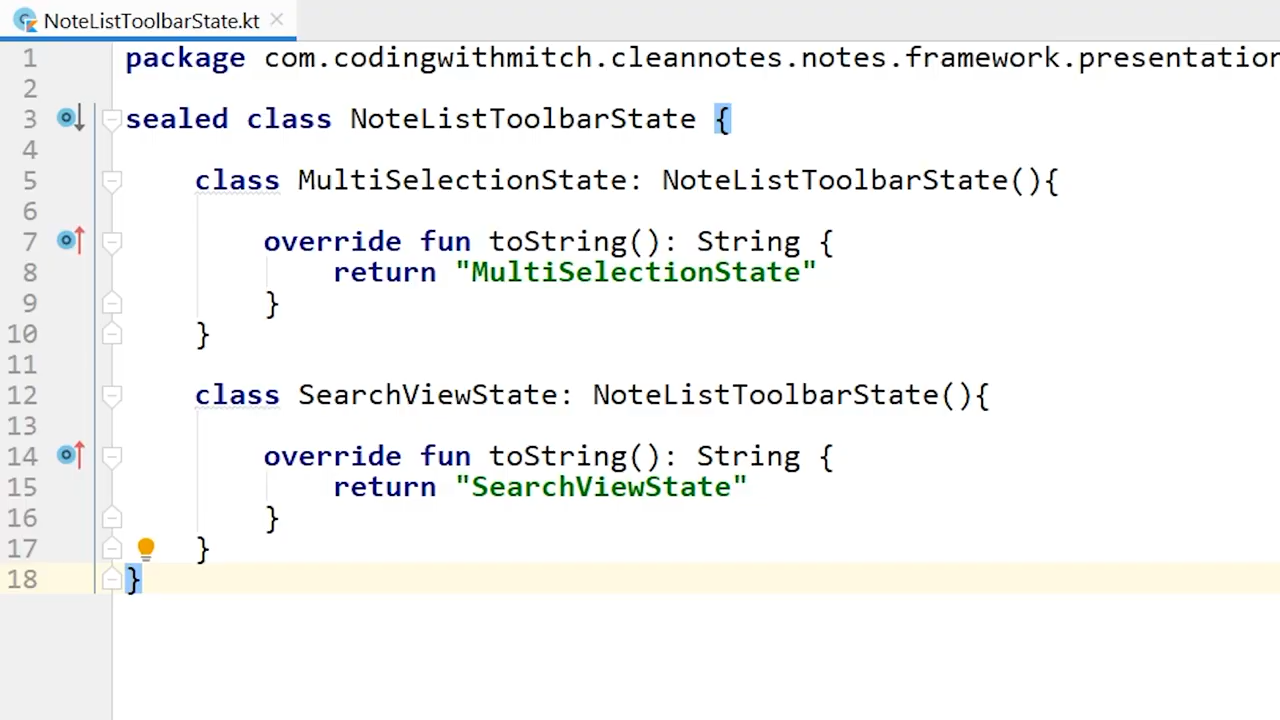 NoteListToolbarState.kt
1 package com.codingwithmitch.cleannotes.notes.framework.presentation
2
3 sealed class NoteListToolbarState {
4
5 class MultiSelectionState: NoteListToolbarState(){
6
7 override fun toString(): String {
8 return "MultiSelectionState"
9 }
10 }
11
12 class SearchViewState: NoteListToolbarState(){
13
14 override fun toString(): String {
15 return "SearchViewState"
16 }
17 }
18 }